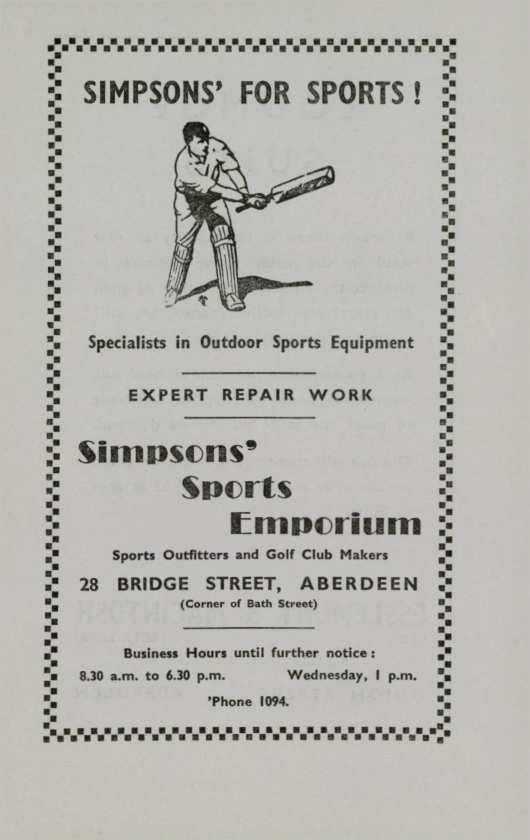 SIMPSONS' FOR SPORTS!
Specialists in Outdoor Sports Equipment
EXPERT REPAIR WORK
Simpsons'
Sports
Emporium
Sports Outfitters and Golf Club Makers
28 BRIDGE STREET, ABERDEEN
(Corner of Bath Street)
Business Hours until further notice:
8.30 a.m. to 6.30 p.m. Wednesday, 1 p.m.
'Phone 1094.